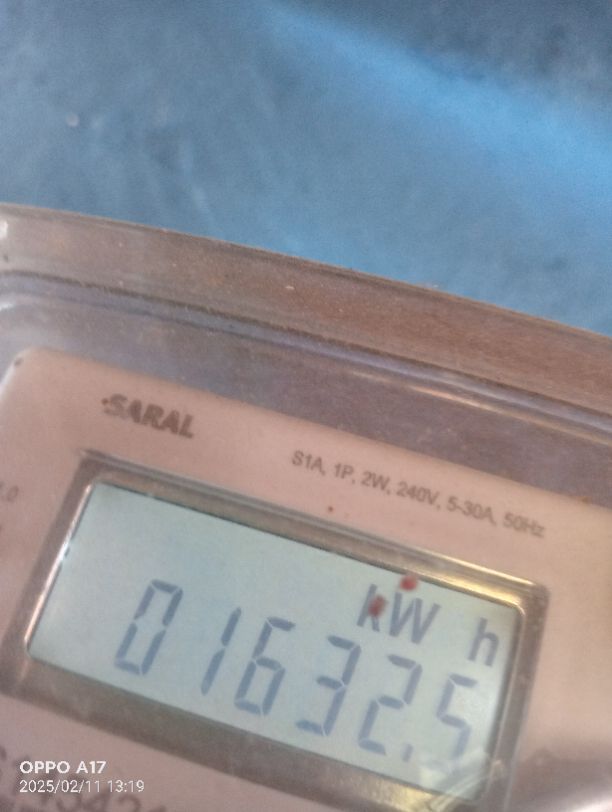 SARAL
S1A, 1P, 2W, 240V, 5-30A, 50Hz
kW h
01632.5
OPPO A17
2025/02/11 13:19